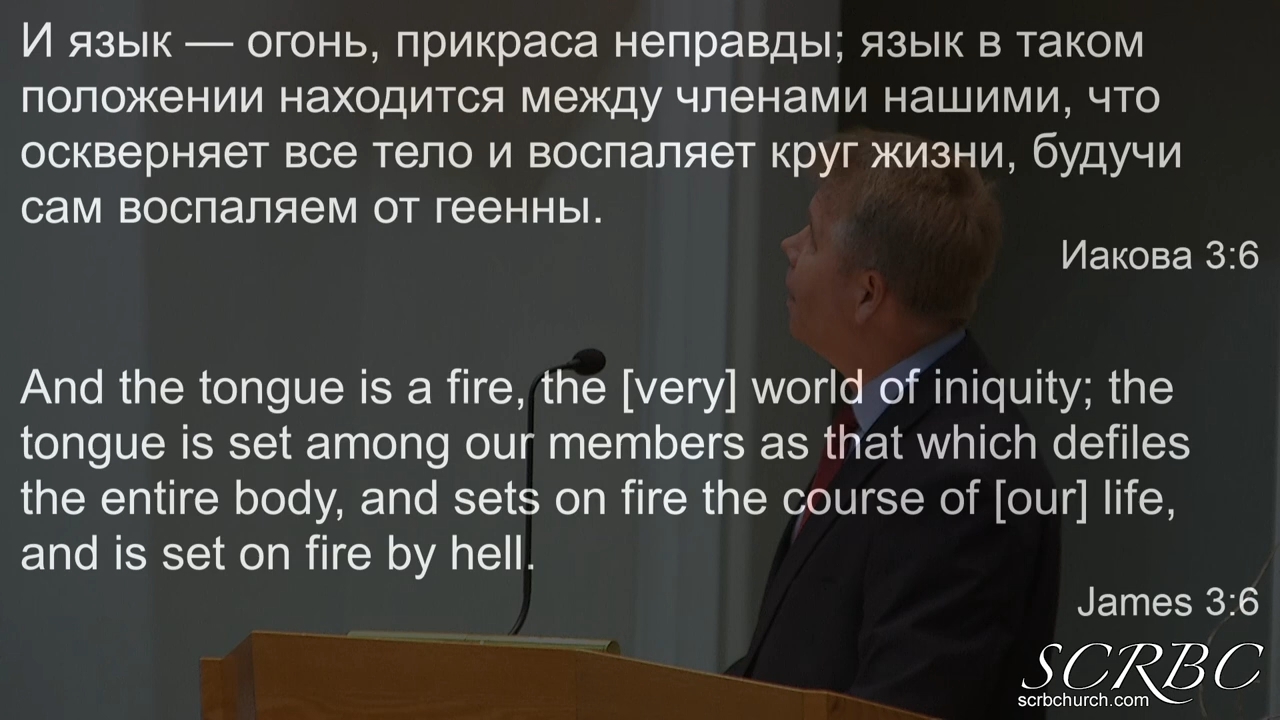 И язык — огонь, прикраса неправды; язык в таком
положении находится между членами нашими, что
оскверняет все тело и воспаляет круг жизни, будучи
сам воспаляем от геенны.
Иакова 3:6
And the tongue is a fire, the [very] world of iniquity; the
tongue is set among our members as that which defiles
the entire body, and sets on fire the course of [our] life,
and is set on fire by hell.
James 3:6
SCRBC
scrbchurch.com